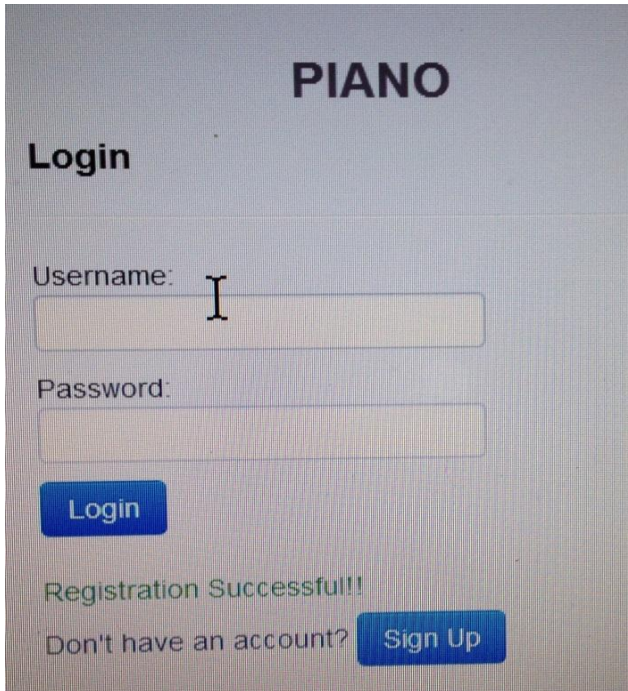 PIANO
Login
Username:
Password:
Login
Registration Successful!!
Don't have an account? Sign Up